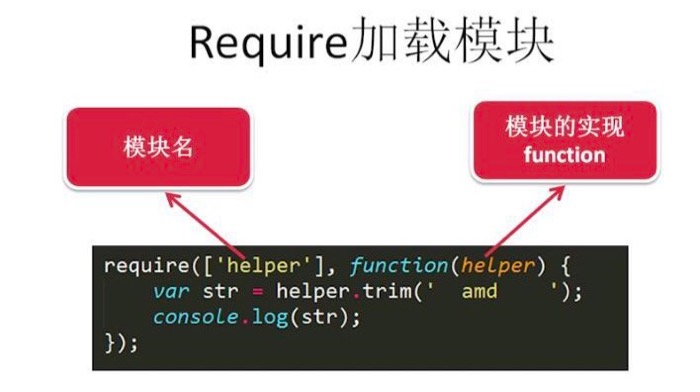 Require加载模块
模块名
模块的实现
function
require(['helper'], function(helper) {
    var str = helper.trim('  amd    ');
    console.log(str);
});